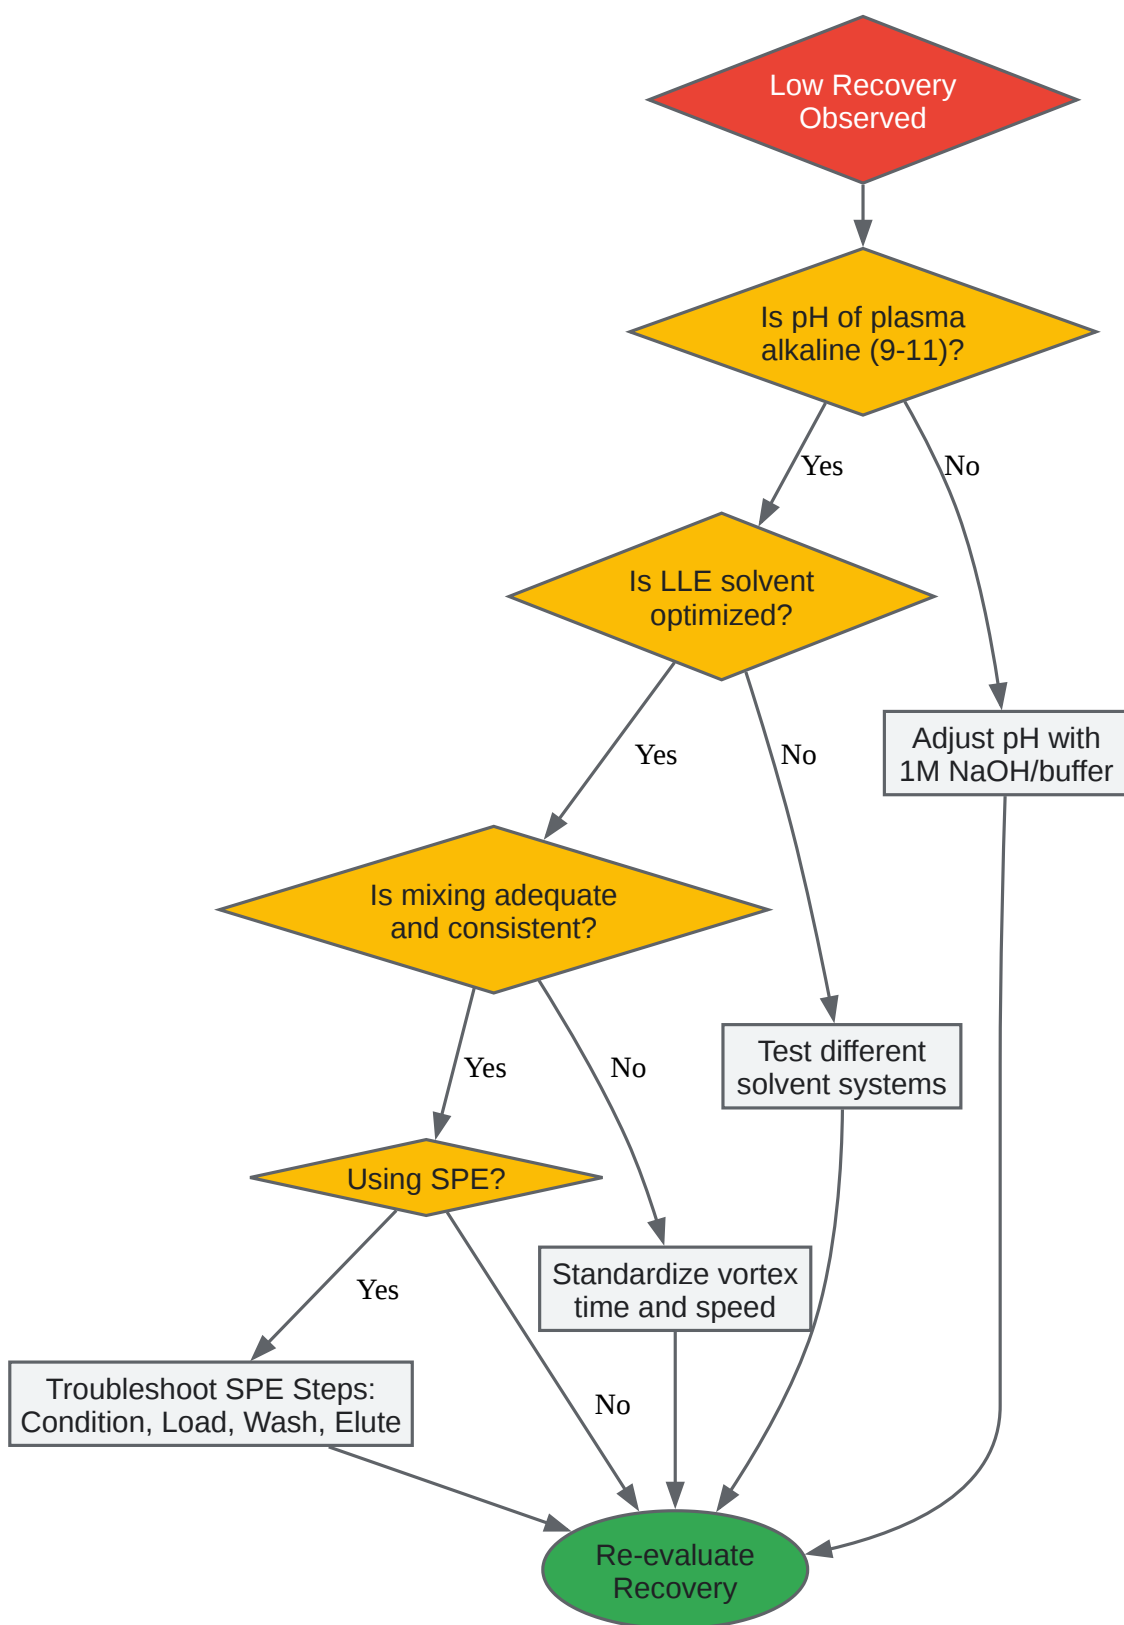 Low Recovery
Observed
Is pH of plasma
alkaline (9-11)?
Yes
No
Is LLE solvent
optimized?
Adjust pH with
1M NaOH/buffer
Yes
No
Is mixing adequate
and consistent?
Test different
solvent systems
Yes
No
Using SPE?
Standardize vortex
time and speed
Yes
Troubleshoot SPE Steps:
Condition, Load, Wash, Elute
No
Re-evaluate
Recovery